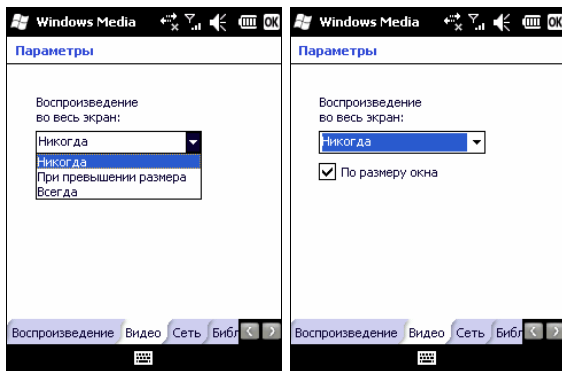 Windows Media OK
Параметры
Воспроизведение
во весь экран:
Никогда
Никогда
При превышении размера
Всегда
Воспроизведение Видео Сеть Библ
Windows Media OK
Параметры
Воспроизведение
во весь экран:
Никогда
По размеру окна
Воспроизведение Видео Сеть Библ